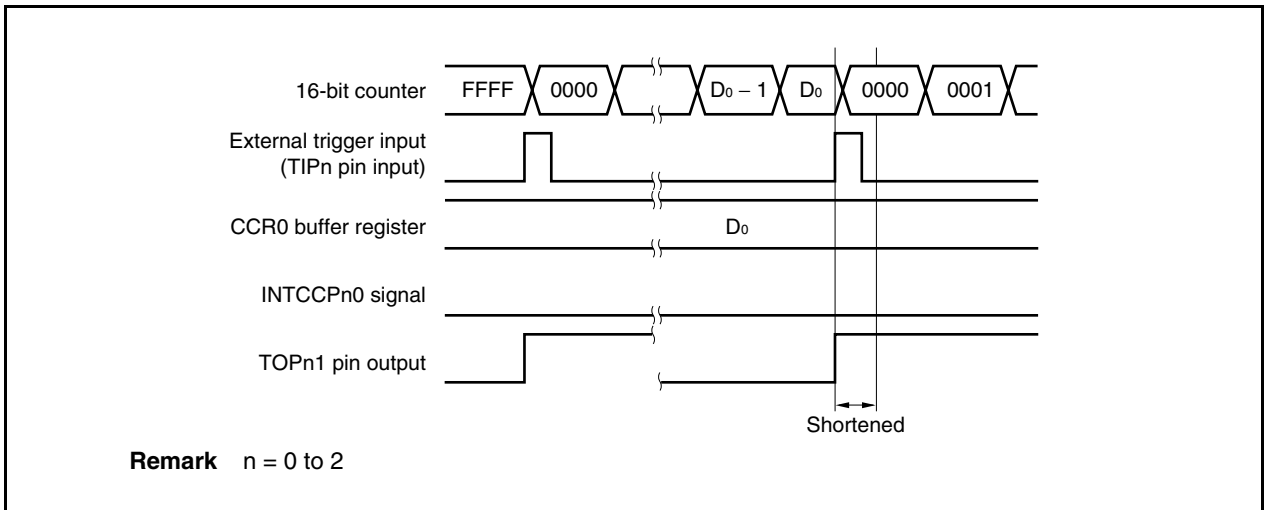 16-bit counter FFFF 0000 D0 − 1 D0 0000 0001
External trigger input
(TIPn pin input)
CCR0 buffer register D0
INTCCPn0 signal
TOPn1 pin output
Shortened
Remark n = 0 to 2